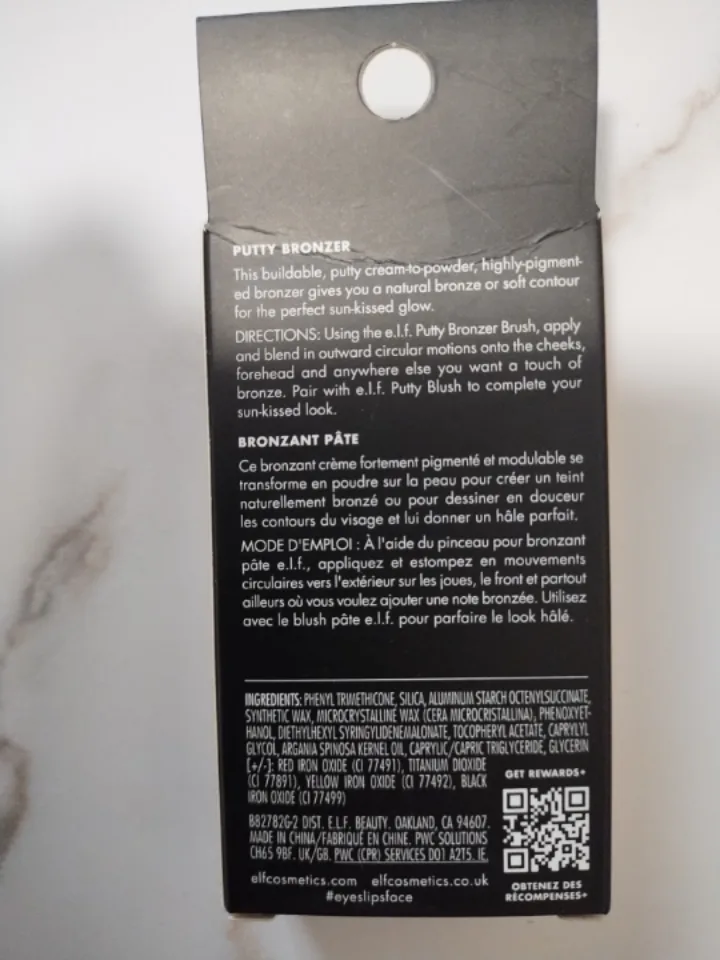 PUTTY BRONZER
This buildable, putty cream-to-powder, highly-pigment-
ed bronzer gives you a natural bronze or soft contour
for the perfect sun-kissed glow.
DIRECTIONS: Using the e.l.f. Putty Bronzer Brush, apply
and blend in outward circular motions onto the cheeks,
forehead and anywhere else you want a touch of
bronze. Pair with e.l.f. Putty Blush to complete your
sun-kissed look.
BRONZANT PÂTE
Ce bronzant crème fortement pigmenté et modulable se
transforme en poudre sur la peau pour créer un teint
naturellement bronzé ou pour dessiner en douceur
les contours du visage et lui donner un hâle parfait.
MODE D'EMPLOI : À l'aide du pinceau pour bronzant
pâte e.l.f., appliquez et estompez en mouvements
circulaires vers l'extérieur sur les joues, le front et partout
ailleurs où vous voulez ajouter une note bronzée. Utilisez
avec le blush pâte e.l.f. pour parfaire le look hâlé.
INGREDIENTS: PHENYL TRIMETHICONE, SILICA, ALUMINUM STARCH OCTENYLSUCCINATE,
SYNTHETIC WAX, MICROCRYSTALLINE WAX (CERA MICROCRISTALLINA), PHENOXYET-
HANOL, DIETHYLHEXYL SYRINGYLIDENEMALONATE, TOCOPHERYL ACETATE, CAPRYLYL
GLYCOL, ARGANIA SPINOSA KERNEL OIL, CAPRYLIC/CAPRIC TRIGLYCERIDE, GLYCERIN
[+/-]: RED IRON OXIDE (CI 77491), TITANIUM DIOXIDE
(CI 77891), YELLOW IRON OXIDE (CI 77492), BLACK
IRON OXIDE (CI 77499)
B82782G-2 DIST. E.L.F. BEAUTY. OAKLAND, CA 94607.
MADE IN CHINA/FABRIQUÉ EN CHINE. PWC SOLUTIONS
CH65 9BF. UK/GB. PWC (CPR) SERVICES D01 A2T5. IE.
elfcosmetics.com elfcosmetics.co.uk
#eyeslipsface
GET REWARDS+
OBTENEZ DES
RÉCOMPENSES+